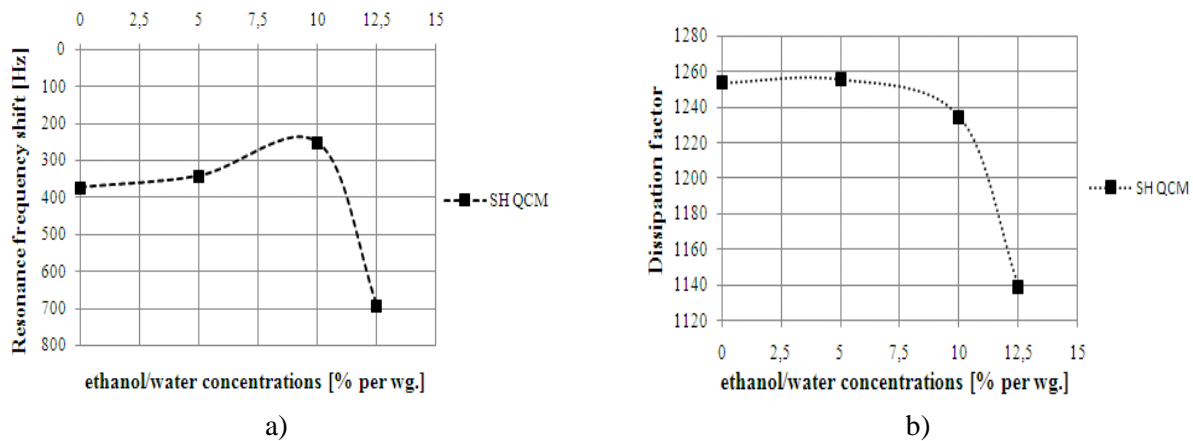 0 2,5 5 7,5 10 12,5 15
0
100
200
300
400
500
600
700
800
Resonance frequency shift [Hz]
SH QCM
ethanol/water concentrations [% per wg.]
a)
1280
1260
1240
1220
1200
1180
1160
1140
1120
Dissipation factor
SH QCM
0 2,5 5 7,5 10 12,5 15
ethanol/water concentrations [% per wg.]
b)